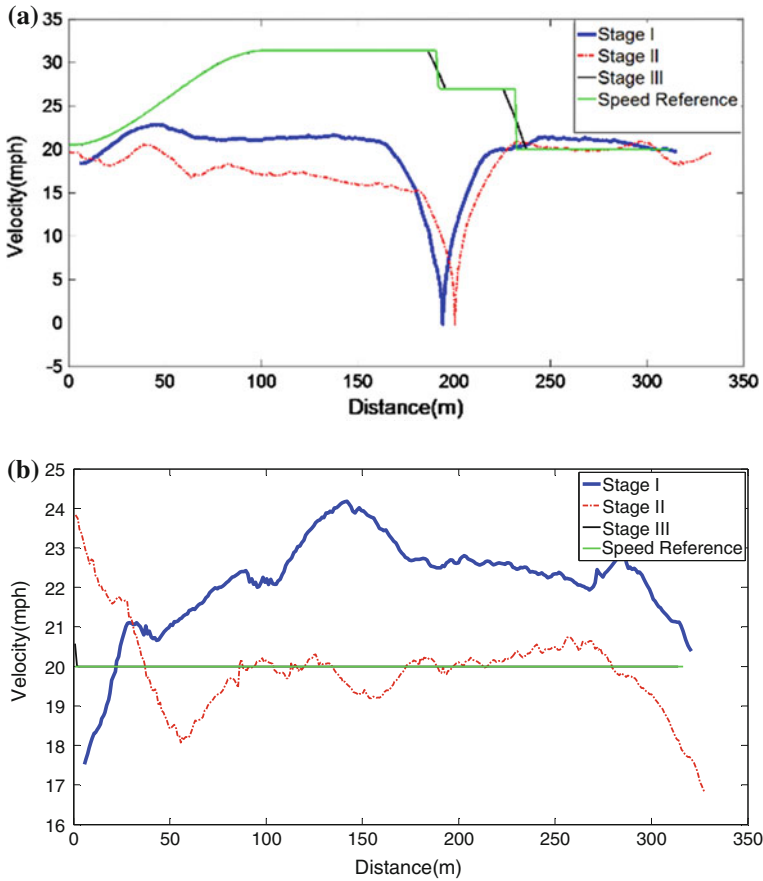 (a)
35
30
25
20
15
10
5
0
-5
Velocity(mph)
Stage I
Stage II
Stage III
Speed Reference
0 50 100 150 200 250 300 350
Distance(m)
(b)
25
24
23
22
21
20
19
18
17
16
Velocity(mph)
Stage I
Stage II
Stage III
Speed Reference
0 50 100 150 200 250 300 350
Distance(m)